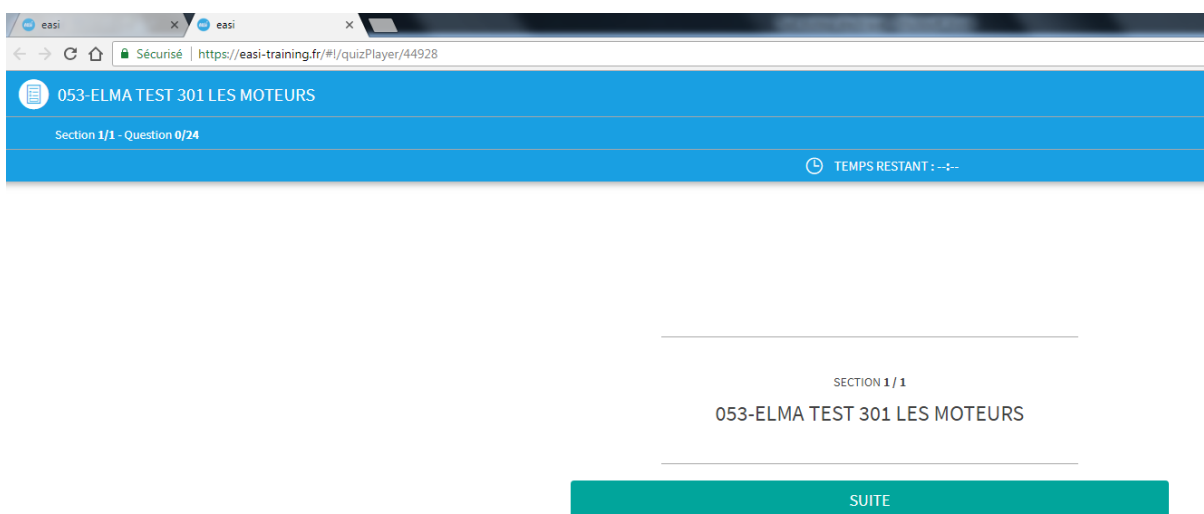 easi
easi
Sécurisé | https://easi-training.fr/#!/quizPlayer/44928
053-ELMA TEST 301 LES MOTEURS
Section 1/1 - Question 0/24
TEMPS RESTANT : --:--
SECTION 1 / 1
053-ELMA TEST 301 LES MOTEURS
SUITE